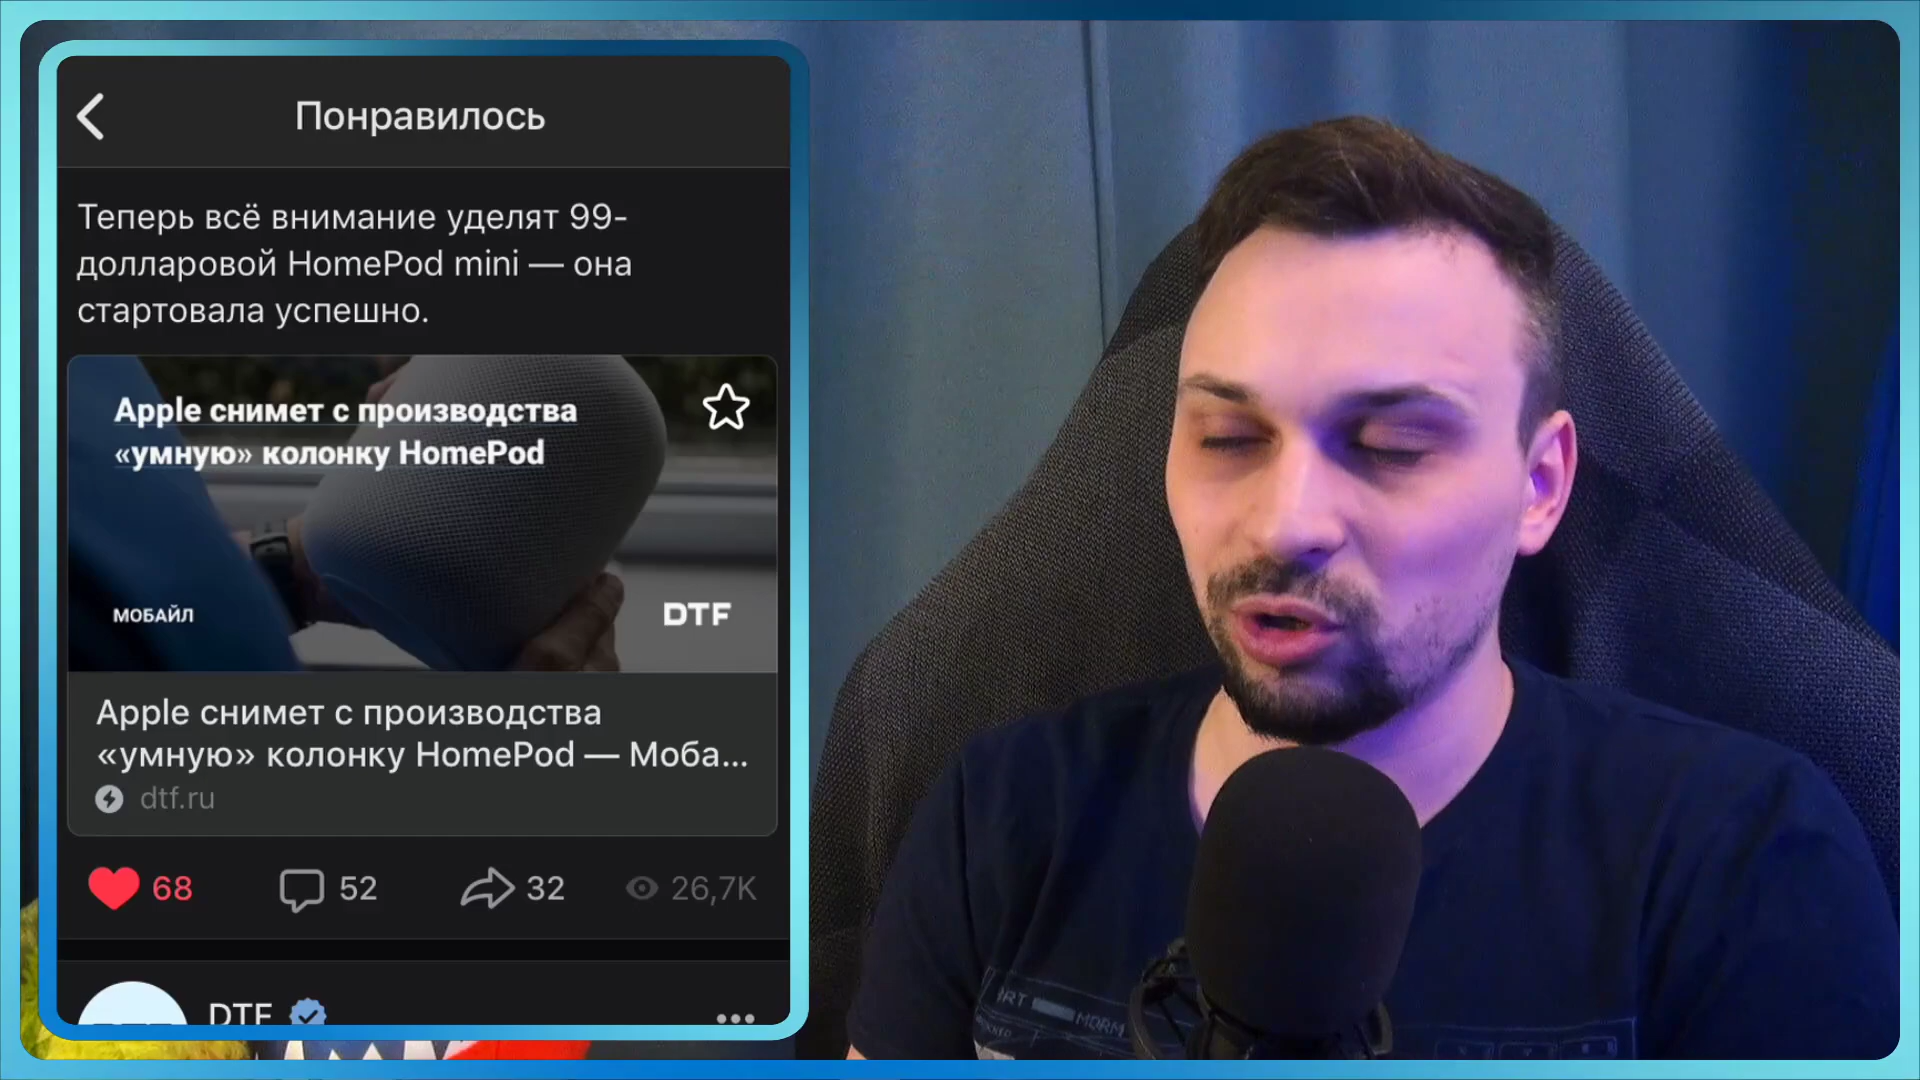 Понравилось
Теперь всё внимание уделят 99-
долларовой HomePod mini — она
стартовала успешно.
Apple снимет с производства
«умную» колонку HomePod
МОБАЙЛ
DTF
Apple снимет с производства
«умную» колонку HomePod — Моба...
dtf.ru
68
52
32
26,7K
DTF
MDRM